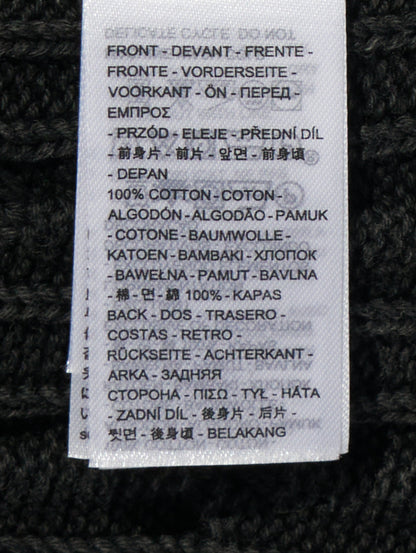 FRONT - DEVANT - FRENTE -
FRONTE - VORDERSEITE -
VOORKANT - ÖN - ПЕРЕД -
ΕΜΠΡΟΣ
- PRZÓD - ELEJE - PŘEDNÍ DÍL
- 前身片 - 前片 - 앞면 - 前身頃
- DEPAN
100% COTTON - COTON -
ALGODÓN - ALGODÃO - PAMUK
- COTONE - BAUMWOLLE -
KATOEN - BAMBAKI - ХЛОПОК
- BAWEŁNA - PAMUT - BAVLNA
- 棉 - 면 - 綿 100% - KAPAS
BACK - DOS - TRASERO -
COSTAS - RETRO -
RÜCKSEITE - ACHTERKANT -
ARKA - ЗАДНЯЯ
СТОРОНА - ΠΙΣΩ - TYŁ - HÁTA
- ZADNÍ DÍL - 後身片 - 后片 -
뒷면 - 後身頃 - BELAKANG